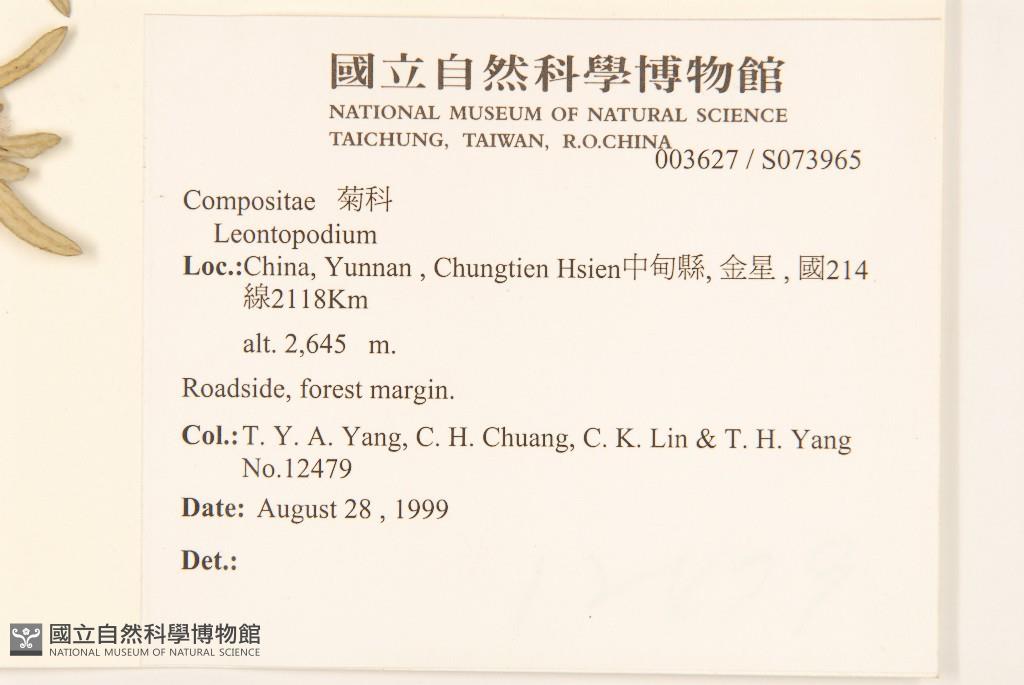 國立自然科學博物館
NATIONAL MUSEUM OF NATURAL SCIENCE
TAICHUNG, TAIWAN, R.O.CHINA
003627 / S073965
Compositae 菊科
Leontopodium
Loc.:China, Yunnan , Chungtien Hsien中甸縣, 金星 , 國214
線2118Km
alt. 2,645 m.
Roadside, forest margin.
Col.:T. Y. A. Yang, C. H. Chuang, C. K. Lin & T. H. Yang
No.12479
Date: August 28 , 1999
Det.:
國立自然科學博物館
NATIONAL MUSEUM OF NATURAL SCIENCE